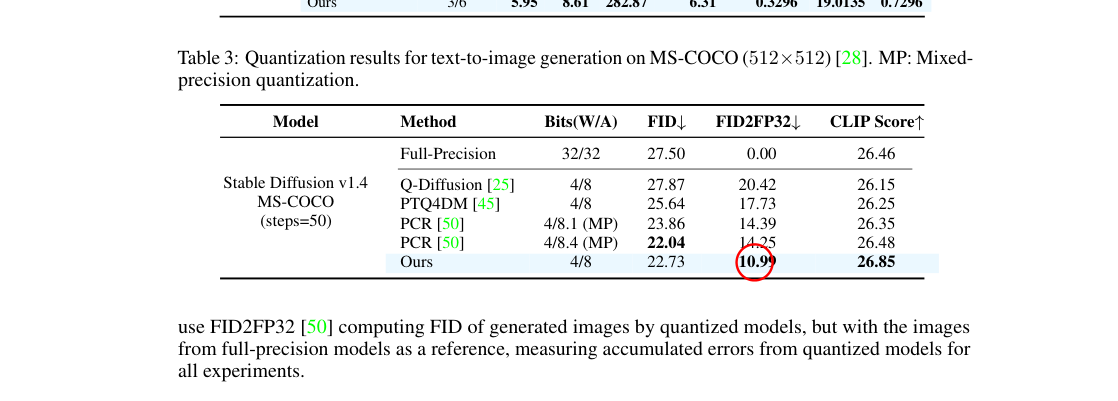 Ours 3/6 5.95 8.61 282.87 6.31 0.3296 19.0135 0.7296
Table 3: Quantization results for text-to-image generation on MS-COCO (512×512) [28]. MP: Mixed-
precision quantization.
Model Method Bits(W/A) FID↓ FID2FP32↓ CLIP Score↑
Full-Precision 32/32 27.50 0.00 26.46
Stable Diffusion v1.4 Q-Diffusion [25] 4/8 27.87 20.42 26.15
MS-COCO PTQ4DM [45] 4/8 25.64 17.73 26.25
(steps=50) PCR [50] 4/8.1 (MP) 23.86 14.39 26.35
PCR [50] 4/8.4 (MP) 22.04 14.25 26.48
Ours 4/8 22.73 10.99 26.85
use FID2FP32 [50] computing FID of generated images by quantized models, but with the images
from full-precision models as a reference, measuring accumulated errors from quantized models for
all experiments.